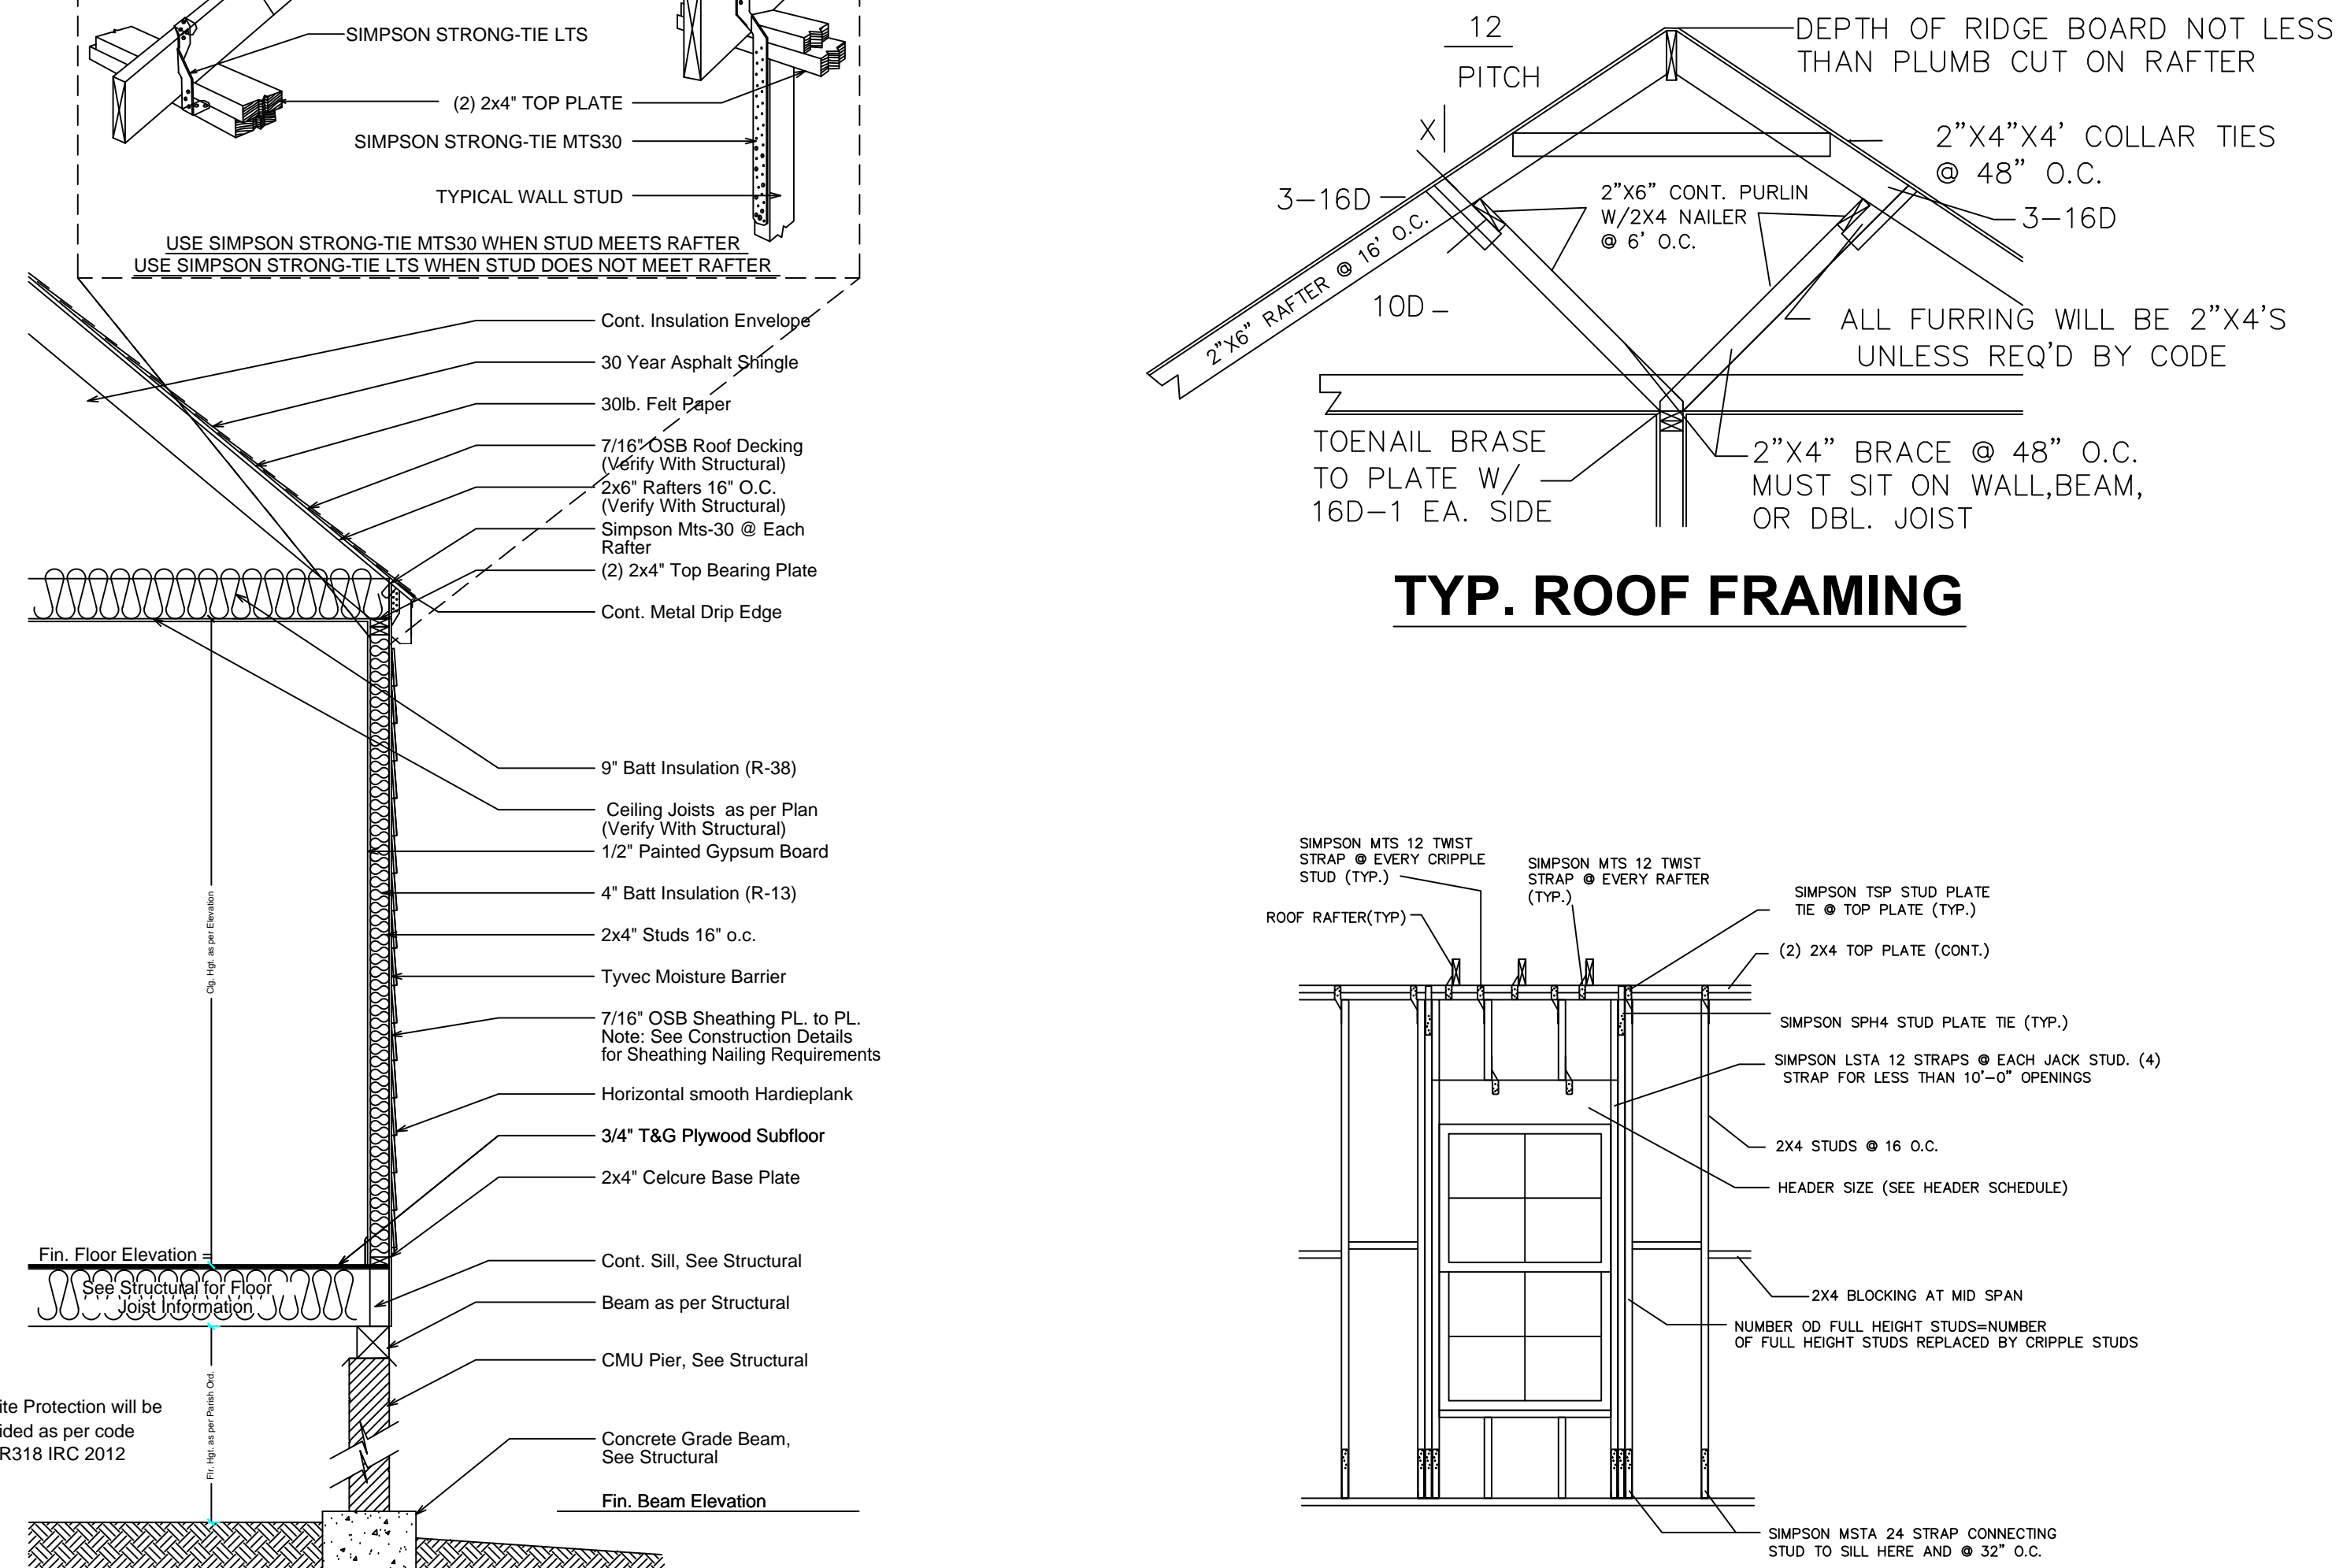 SIMPSON STRONG-TIE LTS
(2) 2x4" TOP PLATE
SIMPSON STRONG-TIE MTS30
TYPICAL WALL STUD
USE SIMPSON STRONG-TIE MTS30 WHEN STUD MEETS RAFTER
USE SIMPSON STRONG-TIE LTS WHEN STUD DOES NOT MEET RAFTER
Cont. Insulation Envelope
30 Year Asphalt Shingle
30lb. Felt Paper
7/16" OSB Roof Decking
(Verify With Structural)
2x6" Rafters 16" O.C.
(Verify With Structural)
Simpson Mts-30 @ Each
Rafter
(2) 2x4" Top Bearing Plate
Cont. Metal Drip Edge
9" Batt Insulation (R-38)
Ceiling Joists as per Plan
(Verify With Structural)
1/2" Painted Gypsum Board
4" Batt Insulation (R-13)
2x4" Studs 16" o.c.
Tyvec Moisture Barrier
7/16" OSB Sheathing PL. to PL.
Note: See Construction Details
for Sheathing Nailing Requirements
Horizontal smooth Hardieplank
3/4" T&G Plywood Subfloor
2x4" Celcure Base Plate
Cont. Sill, See Structural
Beam as per Structural
CMU Pier, See Structural
Concrete Grade Beam,
See Structural
Fin. Beam Elevation
Clg. Hgt. as per Elevation
Fin. Floor Elevation =
See Structural for Floor
Joist Information
Flr. Hgt. as per Parish Ord.
ite Protection will be
ided as per code
R318 IRC 2012
12
PITCH
X
DEPTH OF RIDGE BOARD NOT LESS
THAN PLUMB CUT ON RAFTER
2"X4"X4' COLLAR TIES
@ 48" O.C.
3-16D
2"X6" CONT. PURLIN
W/2X4 NAILER
@ 6' O.C.
3-16D
2"X6" RAFTER @ 16' O.C.
10D
ALL FURRING WILL BE 2"X4'S
UNLESS REQ'D BY CODE
TOENAIL BRASE
TO PLATE W/
16D-1 EA. SIDE
2"X4" BRACE @ 48" O.C.
MUST SIT ON WALL,BEAM,
OR DBL. JOIST
TYP. ROOF FRAMING
SIMPSON MTS 12 TWIST
STRAP @ EVERY CRIPPLE
STUD (TYP.)
SIMPSON MTS 12 TWIST
STRAP @ EVERY RAFTER
(TYP.)
ROOF RAFTER(TYP)
SIMPSON TSP STUD PLATE
TIE @ TOP PLATE (TYP.)
(2) 2X4 TOP PLATE (CONT.)
SIMPSON SPH4 STUD PLATE TIE (TYP.)
SIMPSON LSTA 12 STRAPS @ EACH JACK STUD. (4)
STRAP FOR LESS THAN 10'-0" OPENINGS
2X4 STUDS @ 16 O.C.
HEADER SIZE (SEE HEADER SCHEDULE)
2X4 BLOCKING AT MID SPAN
NUMBER OD FULL HEIGHT STUDS=NUMBER
OF FULL HEIGHT STUDS REPLACED BY CRIPPLE STUDS
SIMPSON MSTA 24 STRAP CONNECTING
STUD TO SILL HERE AND @ 32" O.C.